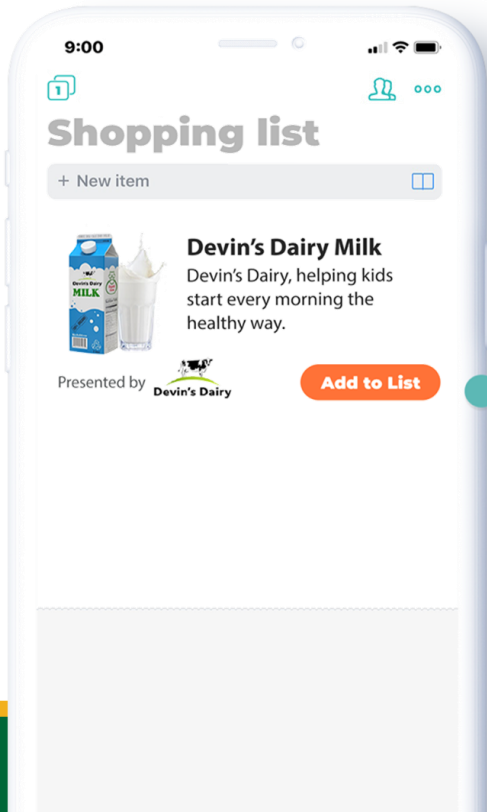 9:00
1
Shopping list
+ New item
Devin's Dairy
MILK
Devin's Dairy Milk
Devin's Dairy, helping kids
start every morning the
healthy way.
Presented by
Devin's Dairy
Add to List